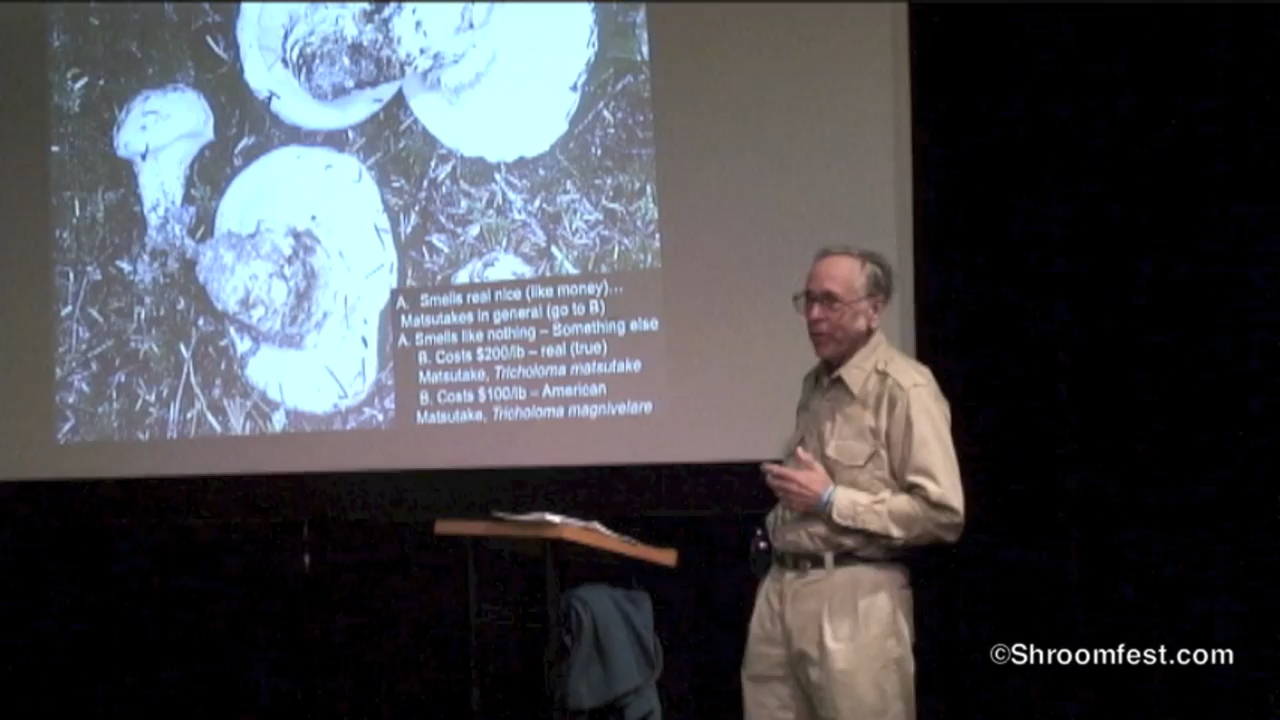 A. Smells real nice (like money)...
Matsutakes in general (go to B)
A. Smells like nothing – Something else
B. Costs $200/lb – real (true)
Matsutake, Tricholoma matsutake
B. Costs $100/lb – American
Matsutake, Tricholoma magnivelare
©Shroomfest.com